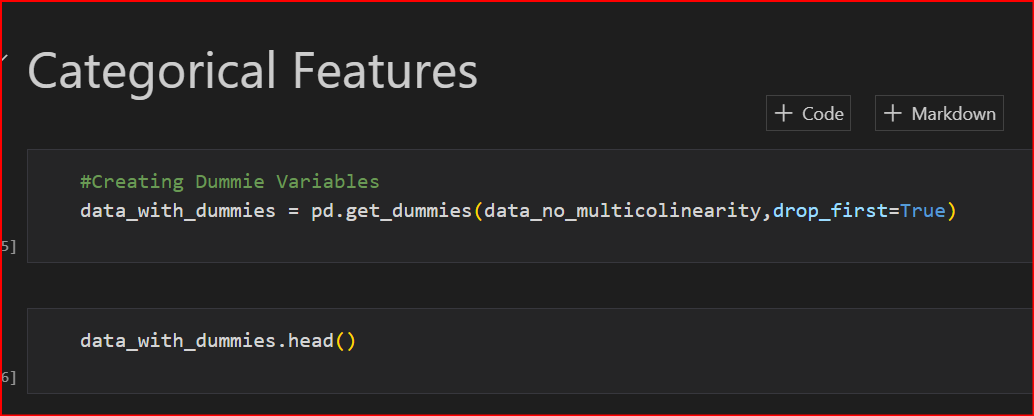 Categorical Features
+ Code + Markdown
#Creating Dummie Variables
data_with_dummies = pd.get_dummies(data_no_multicolinearity,drop_first=True)
5]
data_with_dummies.head()
6]